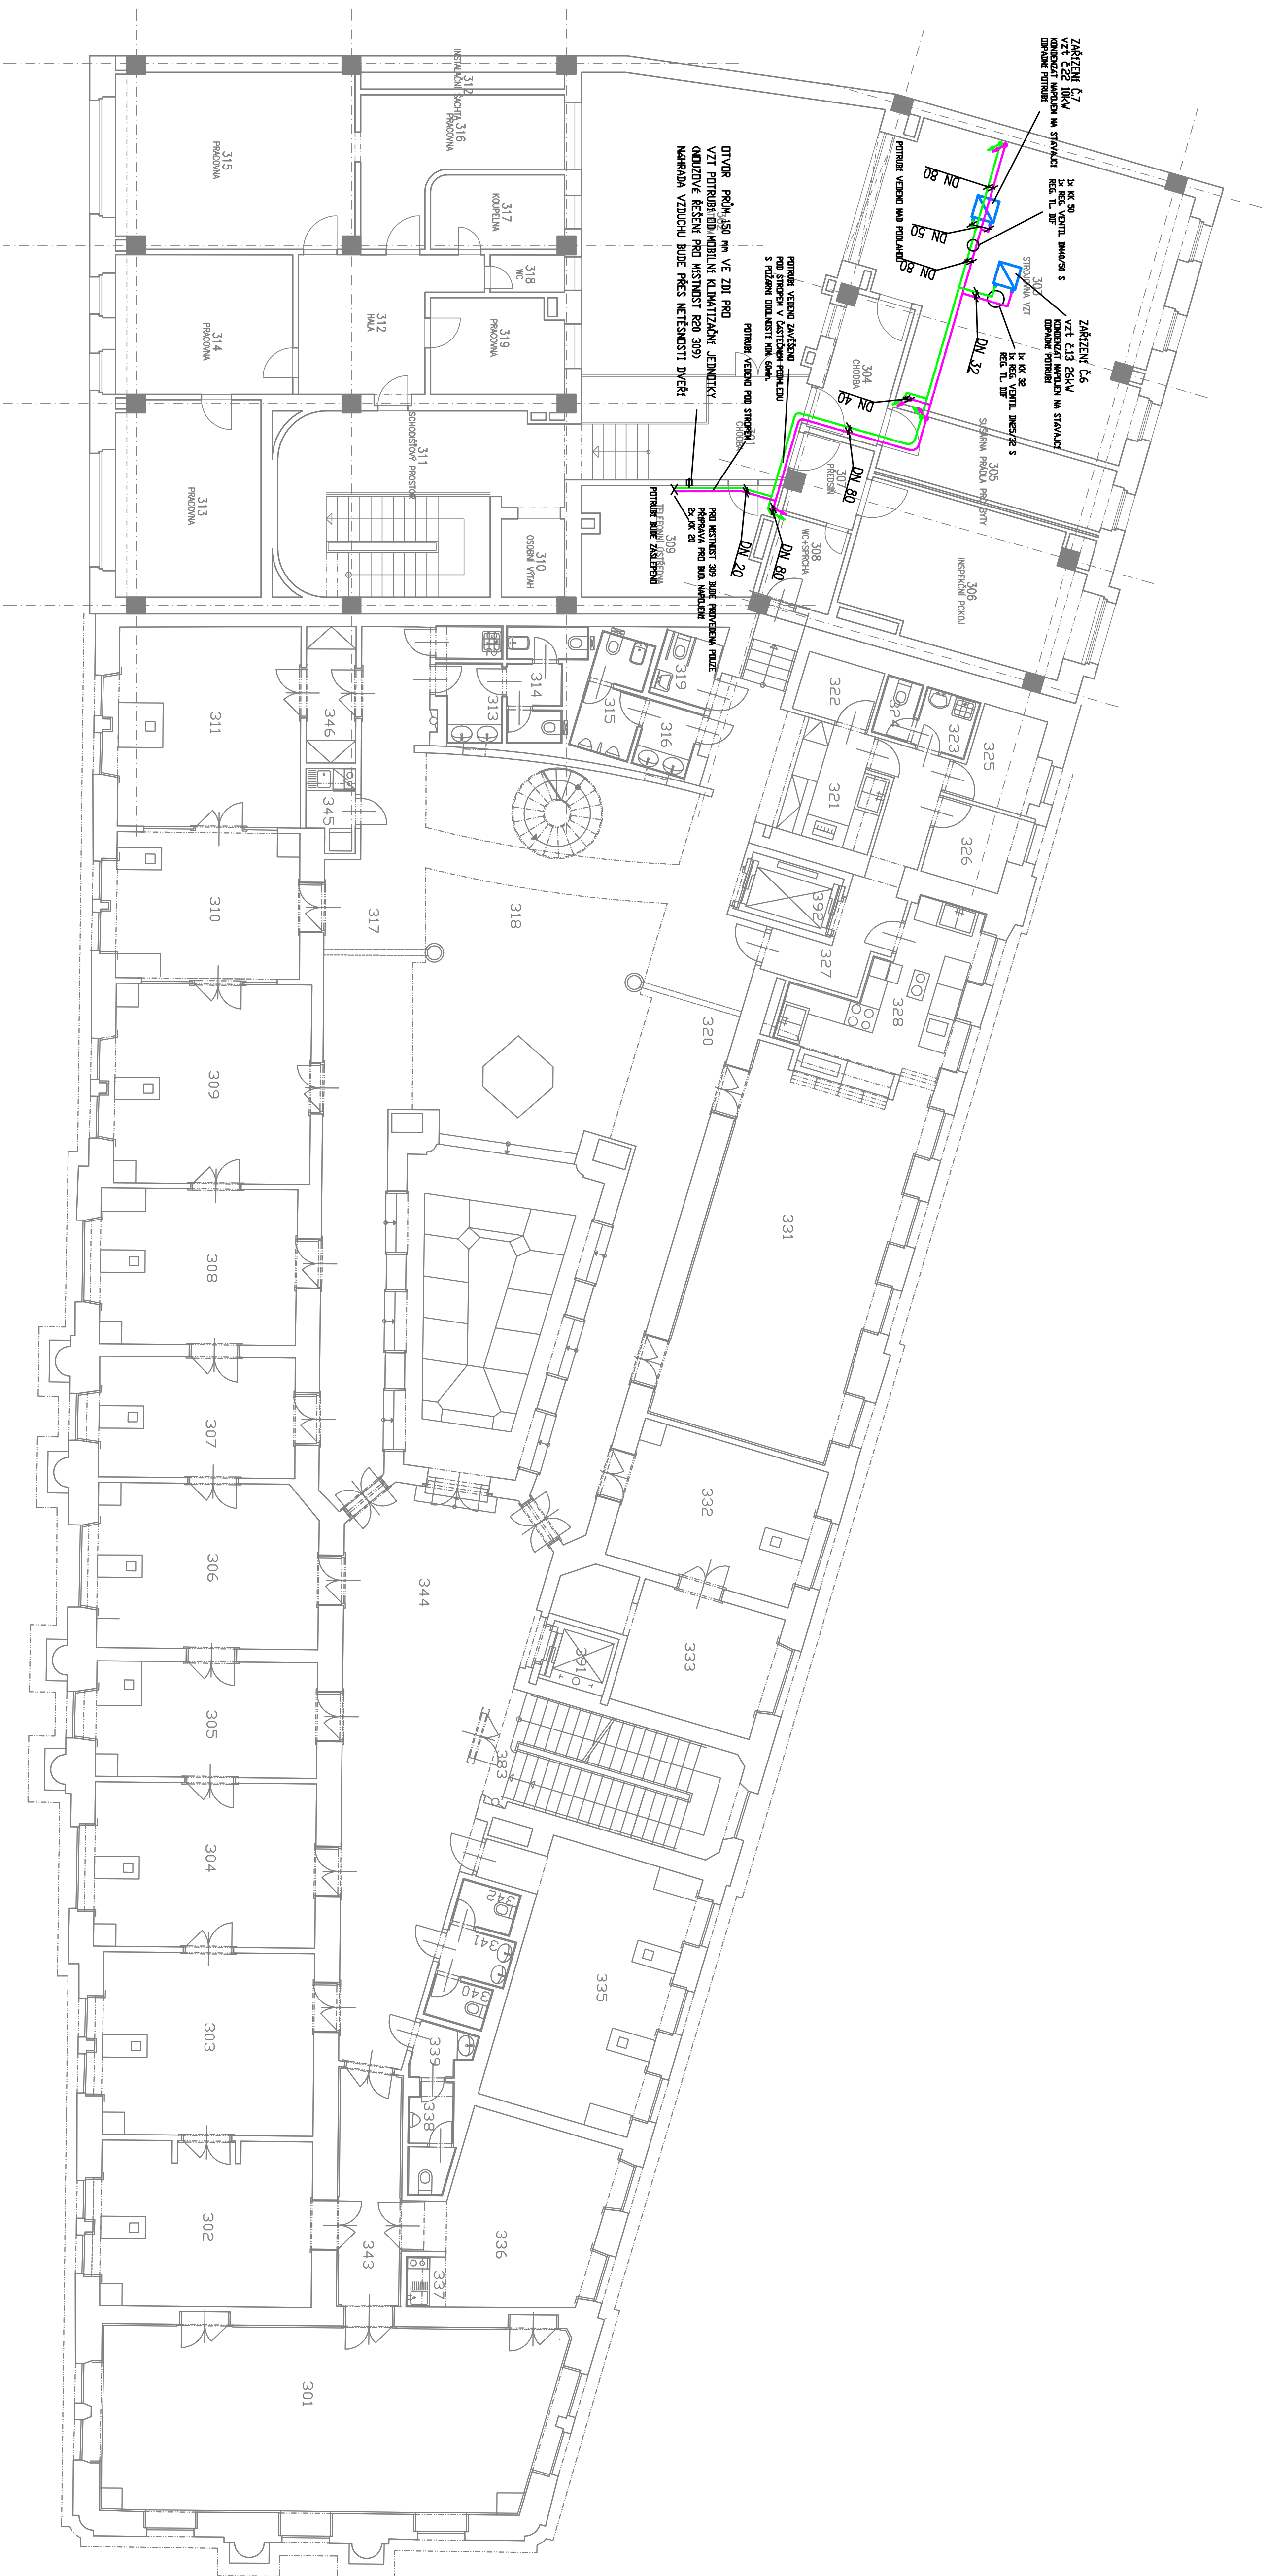 ZAŘÍZENÍ Č.7
VZT Č.22 10kW
KONDENZÁT NAPOJEN NA STÁVAJÍCÍ
ODPADNÍ POTRUBÍ
1x KK 50
1x REG. VENTIL DN40/50 S
REG. TL. DIF
ZAŘÍZENÍ Č.6
VZT Č.13 26kW
KONDENZÁT NAPOJEN NA STÁVAJÍCÍ
ODPADNÍ POTRUBÍ
1x KK 32
1x REG. VENTIL DN25/32 S
REG. TL. DIF
POTRUBÍ VEDENO NAD PODLAHOU
DN 80
DN 50
DN 80
DN 32
DN 40
DN 80
DN 80
DN 20
303
STROJOVNA VZT
304
CHODBA
305
SUŠÁRNA PRÁDLA PRO BYTY
306
INSPEKČNÍ POKOJ
307
PŘEDSÍŇ
308
WC+SPRCHA
POTRUBÍ VEDENO ZAVĚŠENO
POD STROPEM V ČÁSTEČNÉM PODHLEDU
S POŽÁRNÍ ODOLNOSTÍ MIN. 60min.
POTRUBÍ VEDENO POD STROPEM
CHODBA
OTVOR PRŮM. 150 mm VE ZDI PRO
VZT POTRUBÍ OD MOBILNÍ KLIMATIZAČNÍ JEDNOTKY
(NOUZOVÉ ŘEŠENÍ PRO MÍSTNOST R20 309)
NÁHRADA VZDUCHU BUDE PŘES NETĚSNOSTI DVEŘÍ
PRO MÍSTNOST 309 BUDE PROVEDENA POUZE
PŘÍPRAVA PRO BUD. NAPOJENÍ
2x KK 20
POTRUBÍ BUDE ZASLEPENO
309
TELEFONNÍ ÚSTŘEDNA
310
OSOBNÍ VÝTAH
311
SCHODIŠŤOVÝ PROSTOR
312
INSTALAČNÍ ŠACHTA
316
PRACOVNA
317
KOUPELNA
318
WC
319
PRACOVNA
312
HALA
315
PRACOVNA
314
PRACOVNA
313
PRACOVNA
311
346
345
313
314
315
316
319
322
324
323
325
321
326
392
327
328
310
317
318
320
309
331
308
307
306
344
332
333
391
305
383
304
342
341
340
335
339
338
303
302
343
337
336
301